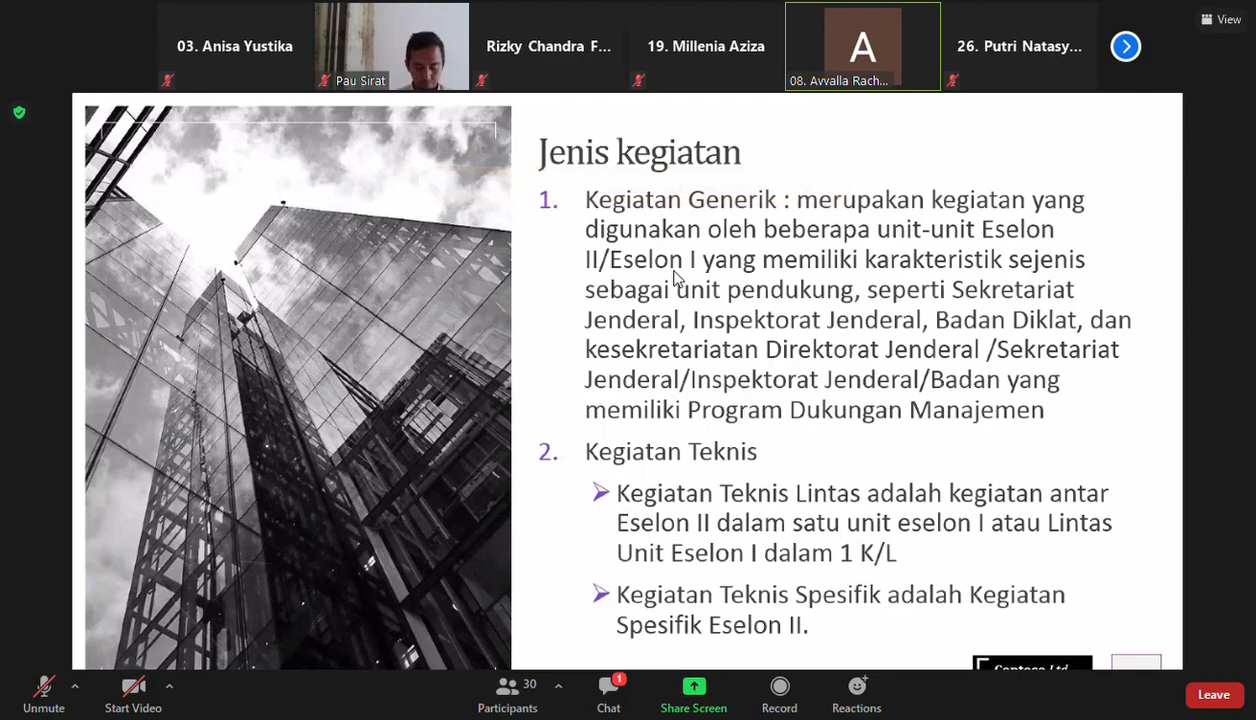 03. Anisa Yustika
Pau Sirat
Rizky Chandra F...
19. Millenia Aziza
A
08. Avvalla Rach...
26. Putri Natasy...
View
Jenis kegiatan
1. Kegiatan Generik : merupakan kegiatan yang
digunakan oleh beberapa unit-unit Eselon
II/Eselon I yang memiliki karakteristik sejenis
sebagai unit pendukung, seperti Sekretariat
Jenderal, Inspektorat Jenderal, Badan Diklat, dan
kesekretariatan Direktorat Jenderal /Sekretariat
Jenderal/Inspektorat Jenderal/Badan yang
memiliki Program Dukungan Manajemen
2. Kegiatan Teknis
Kegiatan Teknis Lintas adalah kegiatan antar
Eselon II dalam satu unit eselon I atau Lintas
Unit Eselon I dalam 1 K/L
Kegiatan Teknis Spesifik adalah Kegiatan
Spesifik Eselon II.
Contoso Ltd
Unmute
Start Video
30
Participants
1
Chat
Share Screen
Record
Reactions
Leave